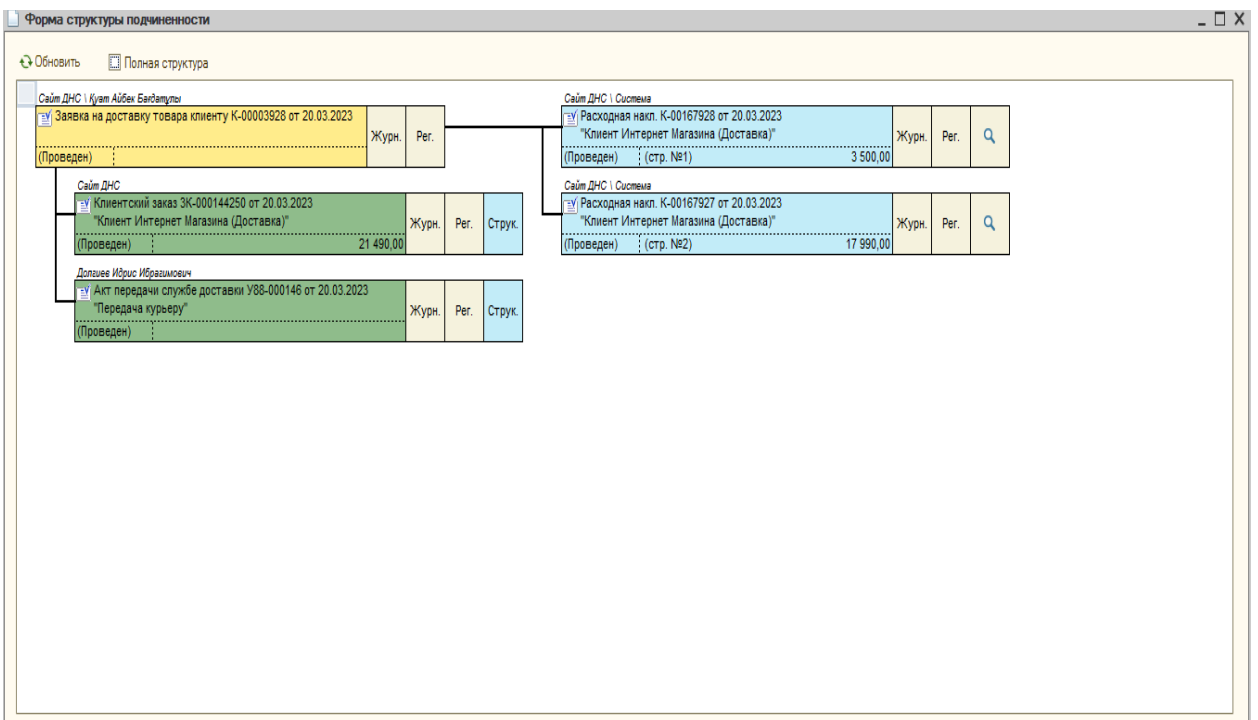 Форма структуры подчиненности
Обновить
Полная структура
Сайт ДНС \ Қуат Айбек Бағдатұлы
Заявка на доставку товара клиенту К-00003928 от 20.03.2023
Журн.
Рег.
(Проведен)
Сайт ДНС \ Система
Расходная накл. К-00167928 от 20.03.2023
"Клиент Интернет Магазина (Доставка)"
Журн.
Рег.
(Проведен) (стр. №1) 3 500,00
Сайт ДНС
Клиентский заказ ЗК-000144250 от 20.03.2023
"Клиент Интернет Магазина (Доставка)"
Журн.
Рег.
Струк.
(Проведен) 21 490,00
Сайт ДНС \ Система
Расходная накл. К-00167927 от 20.03.2023
"Клиент Интернет Магазина (Доставка)"
Журн.
Рег.
(Проведен) (стр. №2) 17 990,00
Долгиев Идрис Ибрагимович
Акт передачи службе доставки У88-000146 от 20.03.2023
"Передача курьеру"
Журн.
Рег.
Струк.
(Проведен)